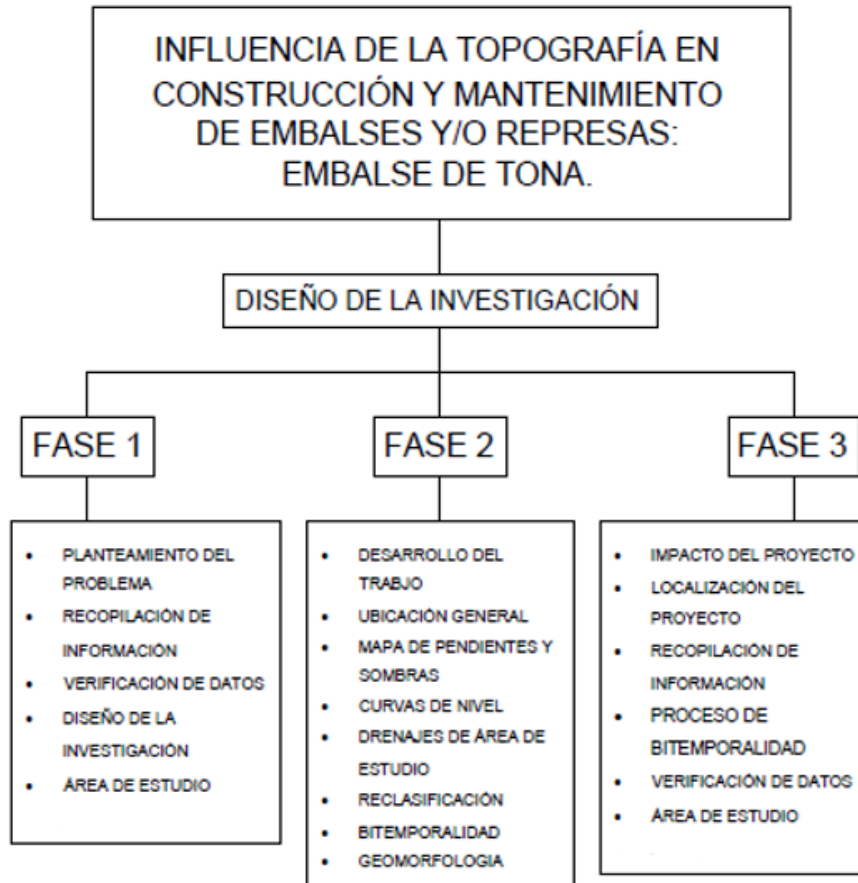 INFLUENCIA DE LA TOPOGRAFÍA EN
CONSTRUCCIÓN Y MANTENIMIENTO
DE EMBALSES Y/O REPRESAS:
EMBALSE DE TONA.
DISEÑO DE LA INVESTIGACIÓN
FASE 1
• PLANTEAMIENTO DEL
PROBLEMA
• RECOPILACIÓN DE
INFORMACIÓN
• VERIFICACIÓN DE DATOS
• DISEÑO DE LA
INVESTIGACIÓN
• ÁREA DE ESTUDIO
FASE 2
• DESARROLLO DEL
TRABJO
• UBICACIÓN GENERAL
• MAPA DE PENDIENTES Y
SOMBRAS
• CURVAS DE NIVEL
• DRENAJES DE ÁREA DE
ESTUDIO
• RECLASIFICACIÓN
• BITEMPORALIDAD
• GEOMORFOLOGIA
FASE 3
• IMPACTO DEL PROYECTO
• LOCALIZACIÓN DEL
PROYECTO
• RECOPILACIÓN DE
INFORMACIÓN
• PROCESO DE
BITEMPORALIDAD
• VERIFICACIÓN DE DATOS
• ÁREA DE ESTUDIO